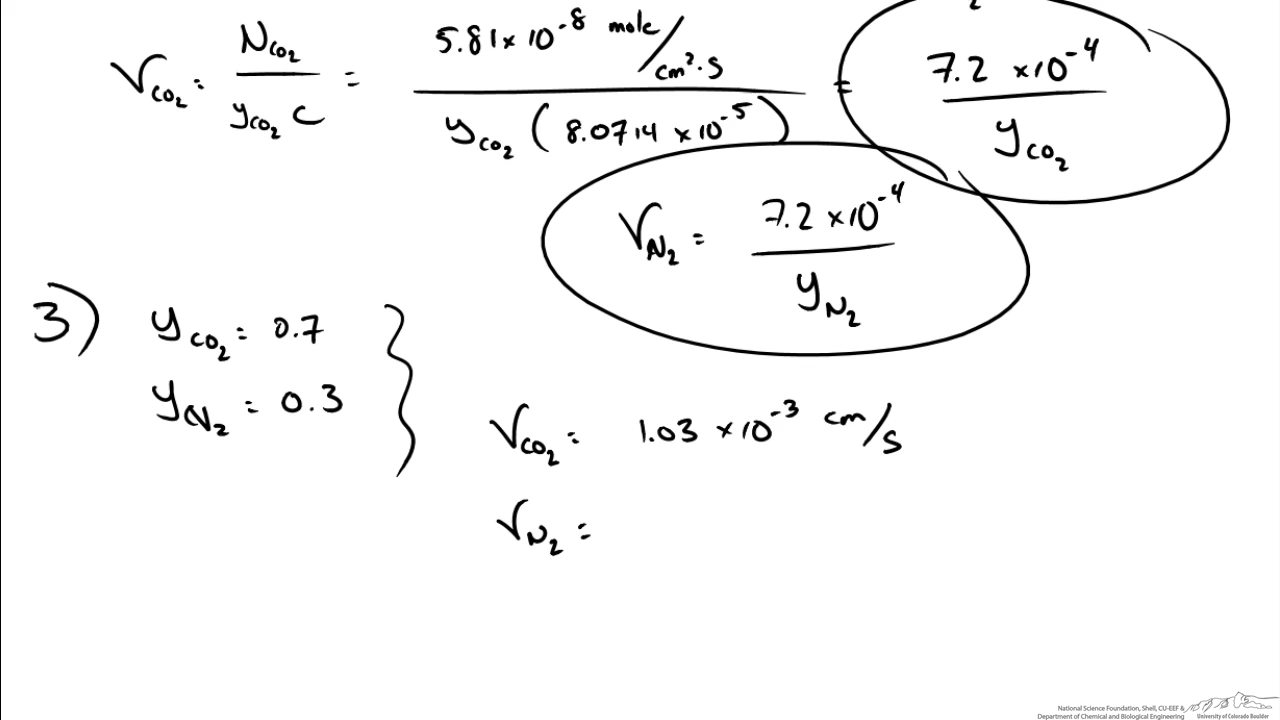 2
V_CO₂ = N_CO₂ / (y_CO₂ C) = 5.81 × 10⁻⁸ mole/cm²·s / (y_CO₂ (8.0714 × 10⁻⁵)) = 7.2 × 10⁻⁴ / y_CO₂
V_N₂ = 7.2 × 10⁻⁴ / y_N₂
3) y_CO₂ = 0.7
y_N₂ = 0.3
V_CO₂ = 1.03 × 10⁻³ cm/s
V_N₂ =
National Science Foundation, Shell, CU-EEF &
Department of Chemical and Biological Engineering
University of Colorado Boulder